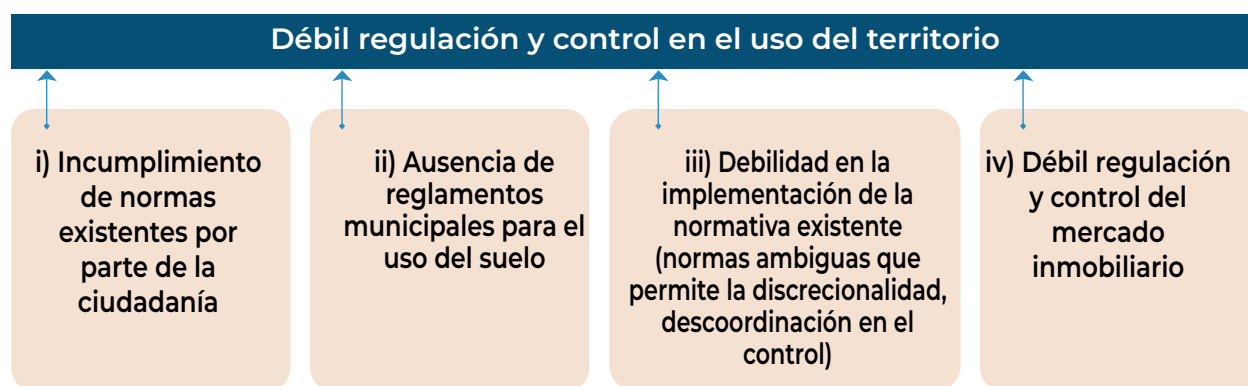 Débil regulación y control en el uso del territorio
i) Incumplimiento
de normas
existentes por
parte de la
ciudadanía
ii) Ausencia de
reglamentos
municipales para el
uso del suelo
iii) Debilidad en la
implementación de la
normativa existente
(normas ambiguas que
permite la discrecionalidad,
descoordinación en el
control)
iv) Débil regulación
y control del
mercado
inmobiliario